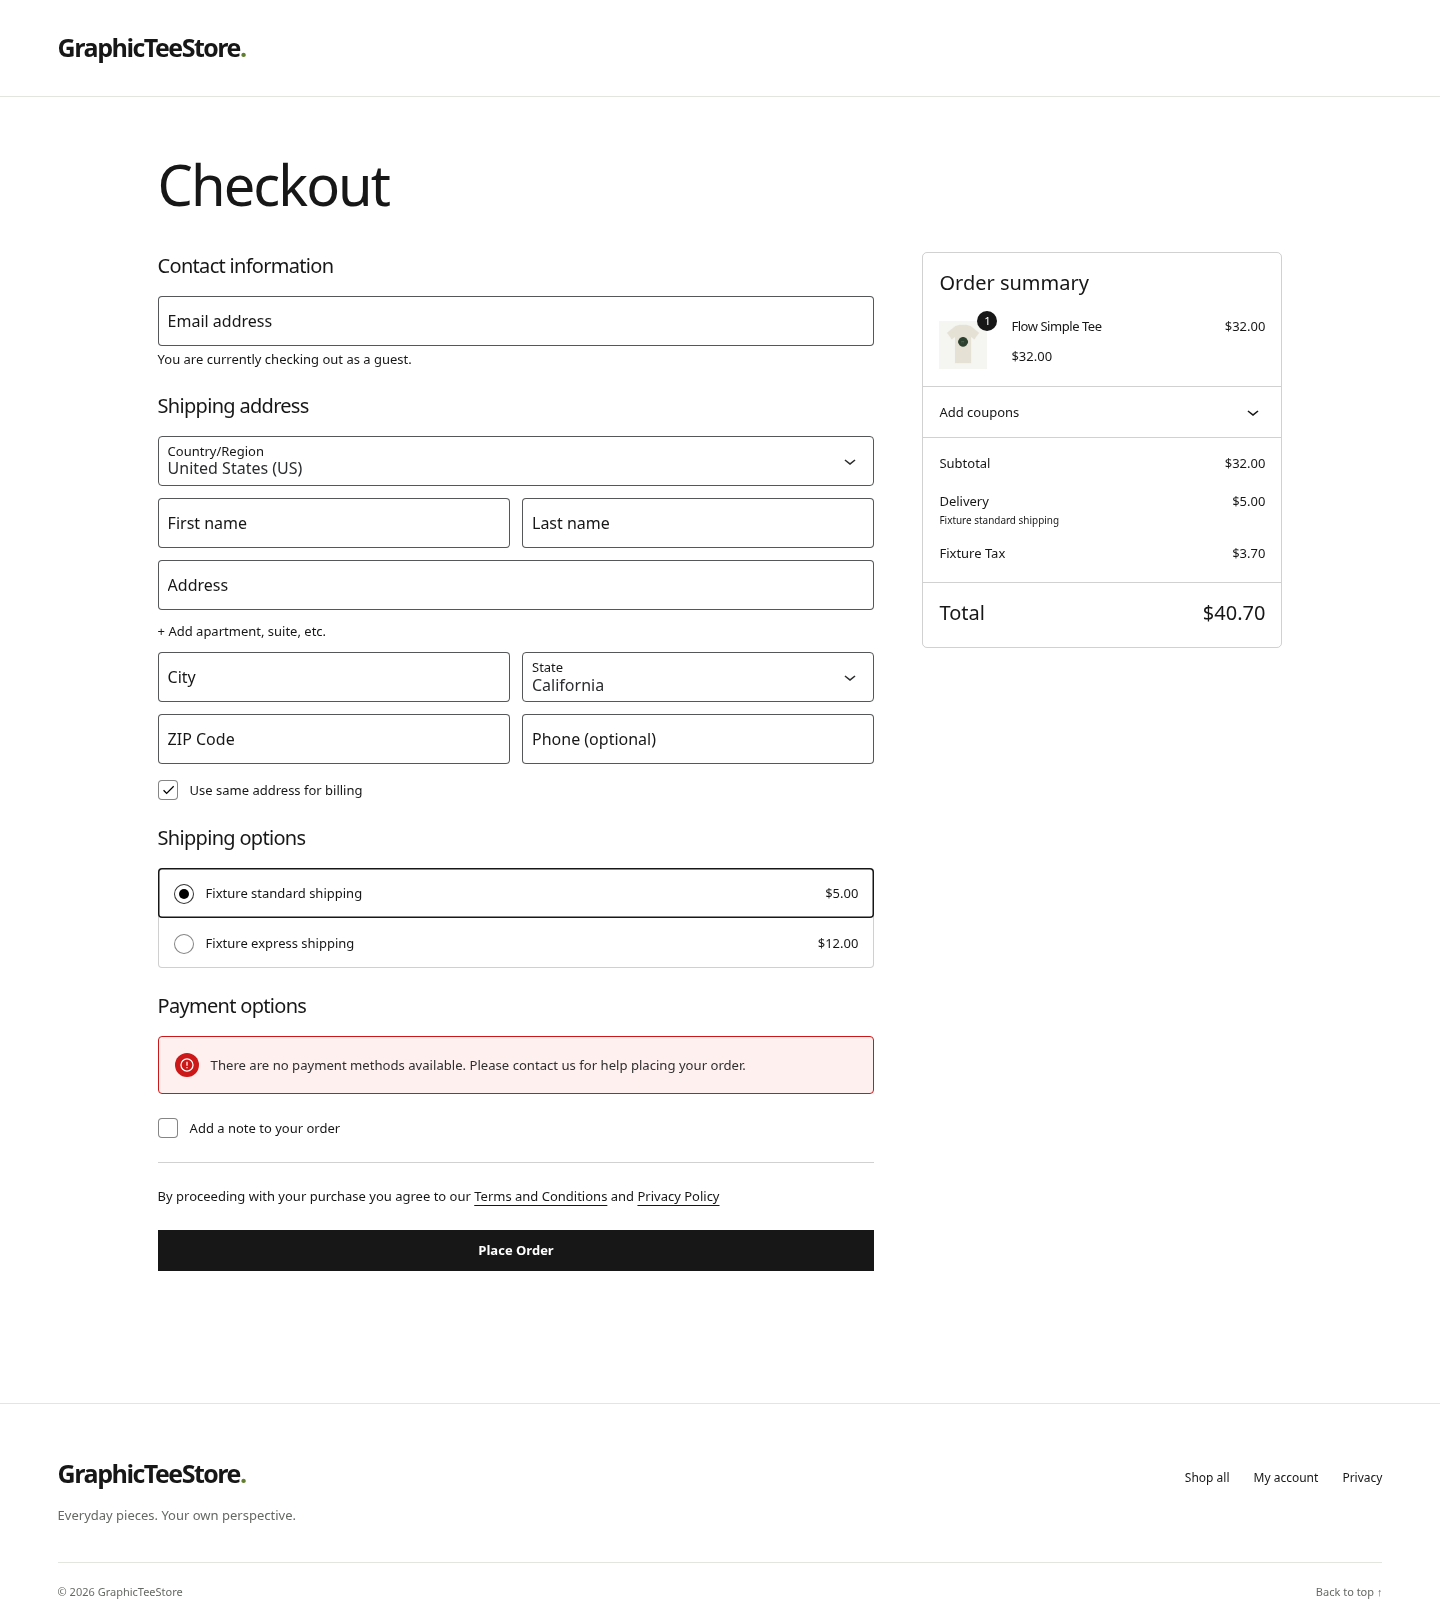 GraphicTeeStore.
Checkout
Contact information
Email address
You are currently checking out as a guest.
Shipping address
Country/Region
United States (US)
First name
Last name
Address
+ Add apartment, suite, etc.
City
State
California
ZIP Code
Phone (optional)
Use same address for billing
Shipping options
Fixture standard shipping $5.00
Fixture express shipping $12.00
Payment options
There are no payment methods available. Please contact us for help placing your order.
Add a note to your order
By proceeding with your purchase you agree to our Terms and Conditions and Privacy Policy
Place Order
Order summary
1
Flow Simple Tee $32.00
$32.00
Add coupons
Subtotal $32.00
Delivery $5.00
Fixture standard shipping
Fixture Tax $3.70
Total $40.70
GraphicTeeStore.
Everyday pieces. Your own perspective.
Shop all My account Privacy
© 2026 GraphicTeeStore
Back to top ↑